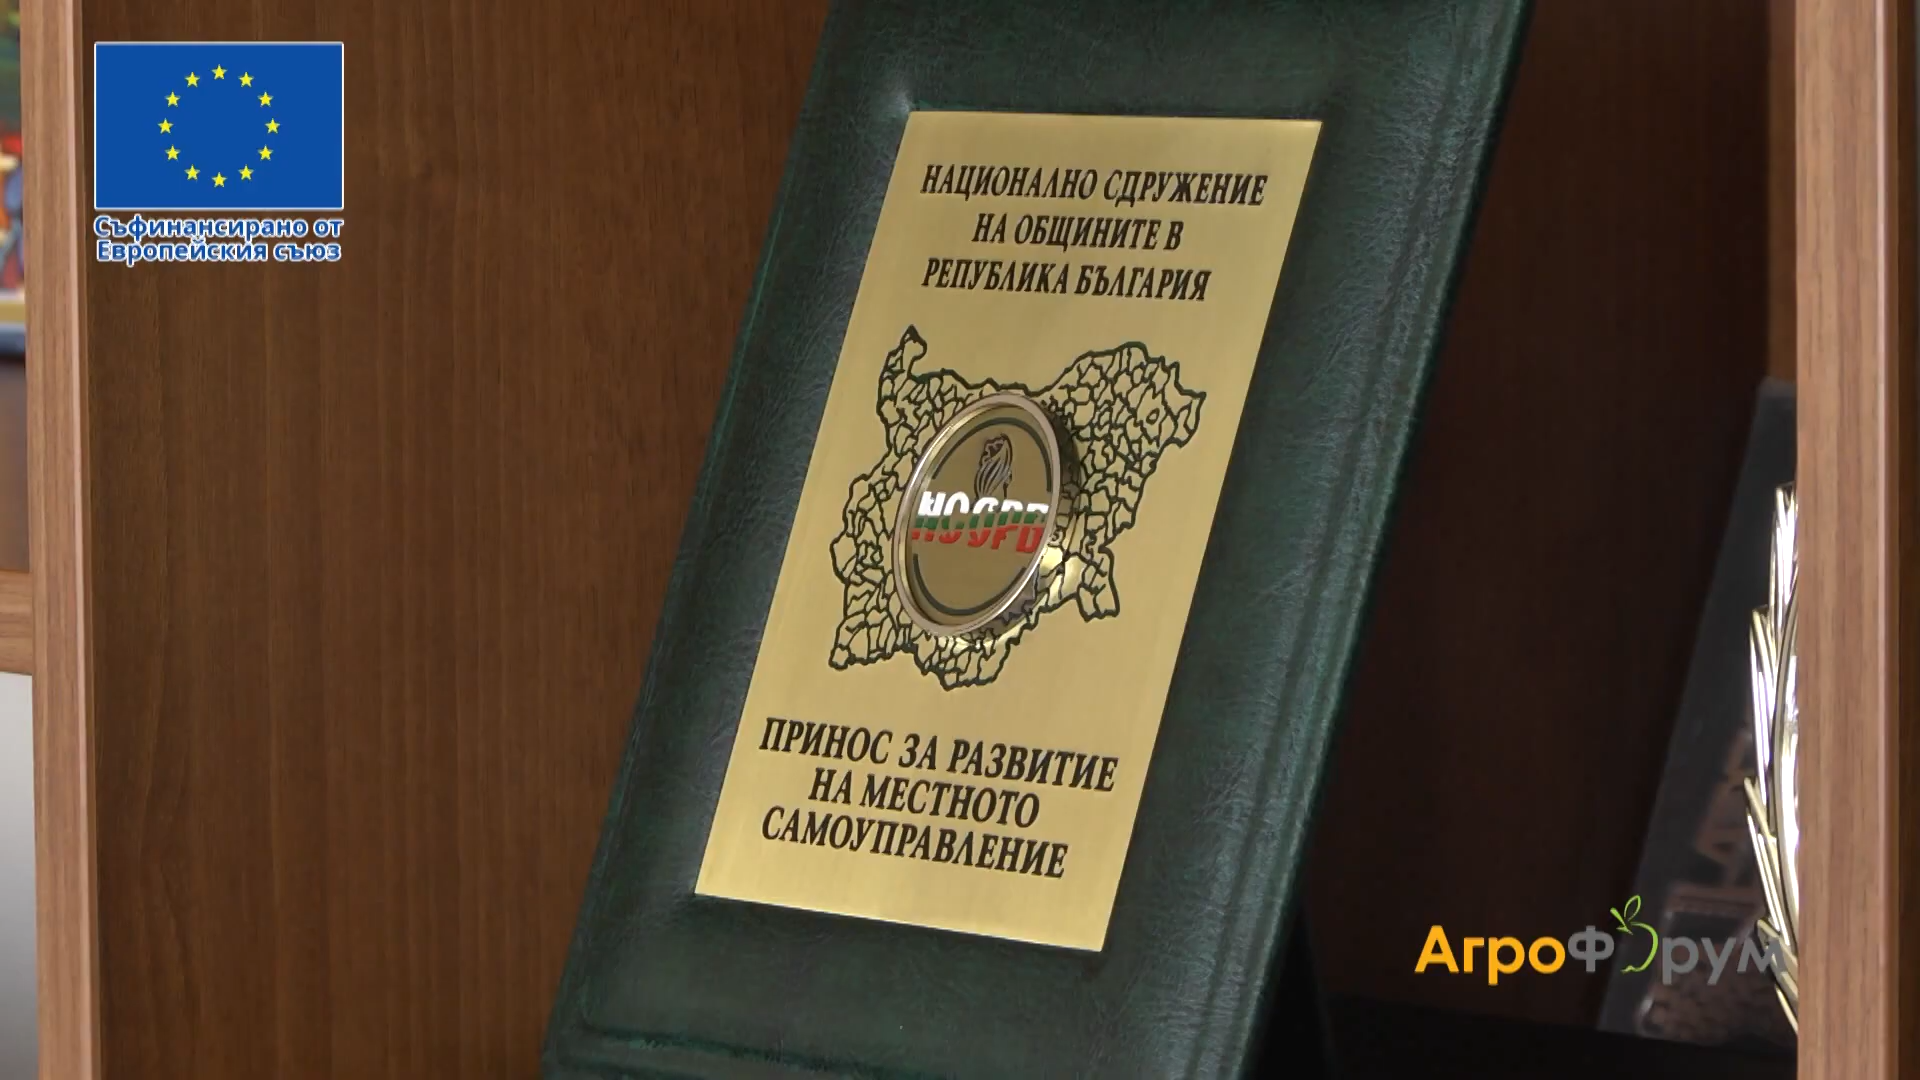 Съфинансирано от
Европейския съюз
НАЦИОНАЛНО СДРУЖЕНИЕ
НА ОБЩИНИТЕ В
РЕПУБЛИКА БЪЛГАРИЯ
НСОРБ
ПРИНОС ЗА РАЗВИТИЕ
НА МЕСТНОТО
САМОУПРАВЛЕНИЕ
АгроФорум